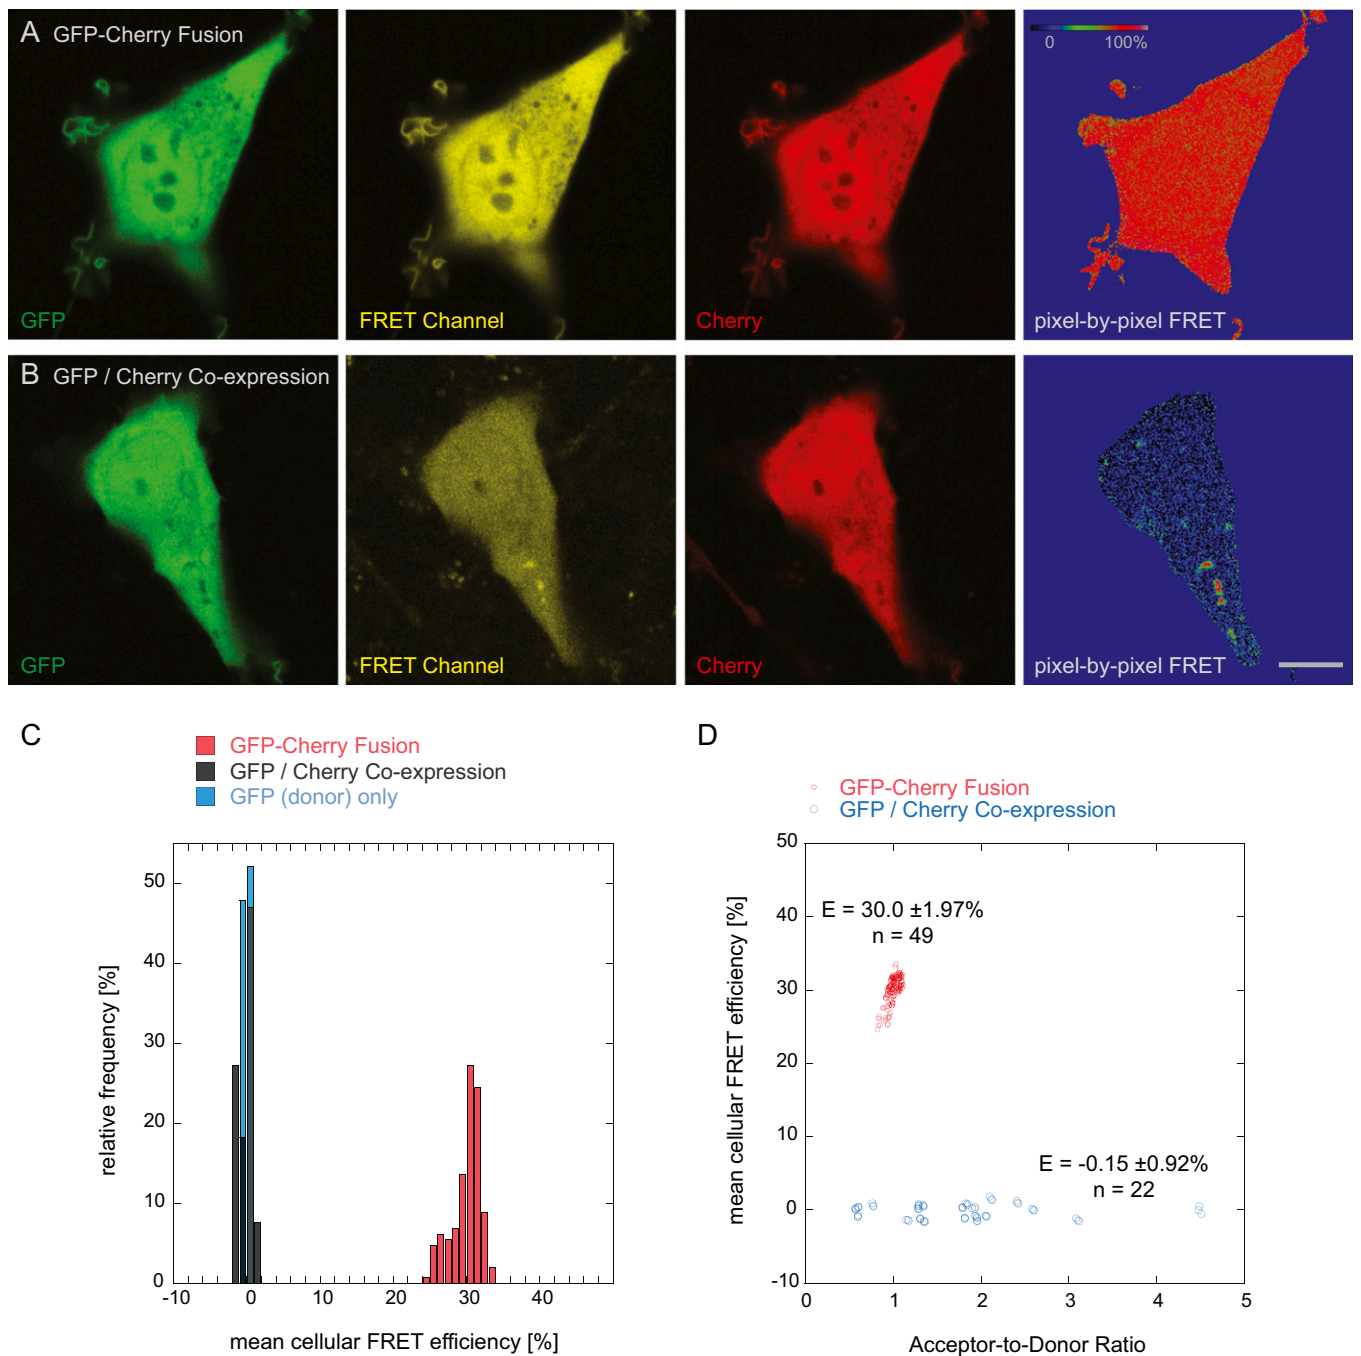 A GFP-Cherry Fusion
0 100%
GFP
FRET Channel
Cherry
pixel-by-pixel FRET
B GFP / Cherry Co-expression
GFP
FRET Channel
Cherry
pixel-by-pixel FRET
C
GFP-Cherry Fusion
GFP / Cherry Co-expression
GFP (donor) only
relative frequency [%]
50
40
30
20
10
0
-10 0 10 20 30 40
mean cellular FRET efficiency [%]
D
GFP-Cherry Fusion
GFP / Cherry Co-expression
mean cellular FRET efficiency [%]
50
40
30
20
10
0
-10
E = 30.0 ±1.97%
n = 49
E = -0.15 ±0.92%
n = 22
0 1 2 3 4 5
Acceptor-to-Donor Ratio